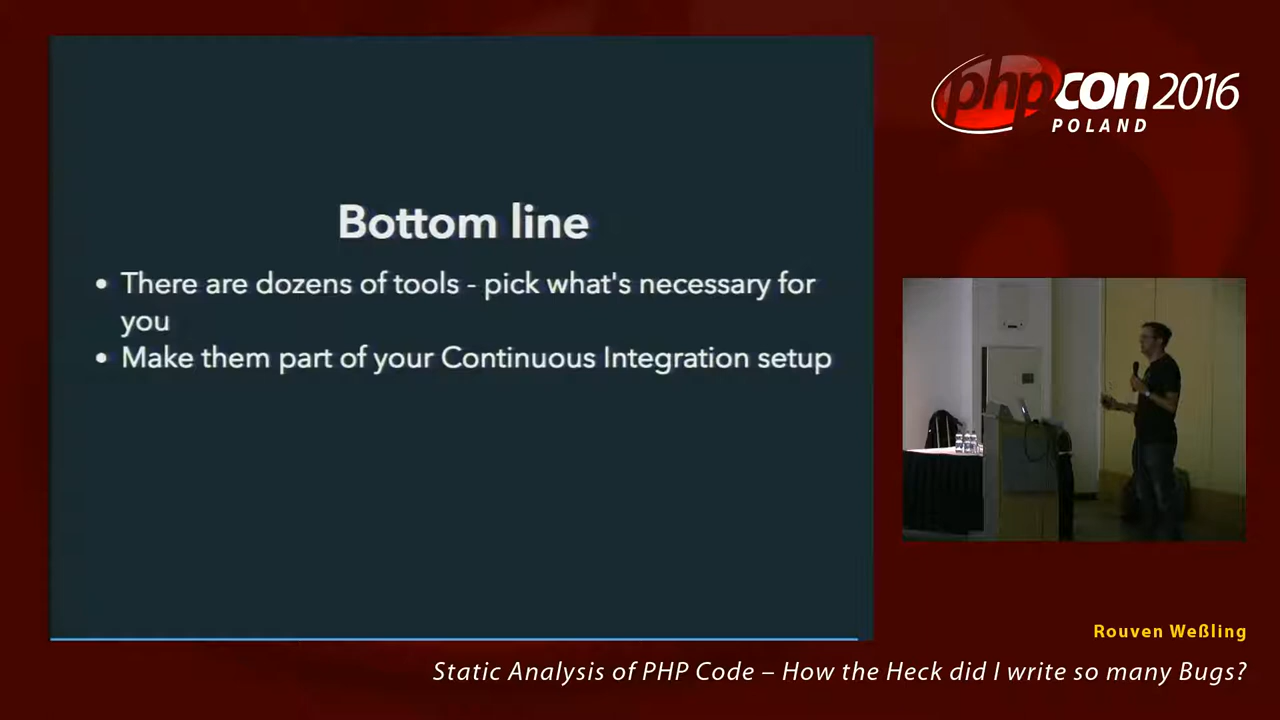 phpcon 2016
POLAND
Bottom line
• There are dozens of tools - pick what's necessary for
you
• Make them part of your Continuous Integration setup
Rouven Weßling
Static Analysis of PHP Code – How the Heck did I write so many Bugs?